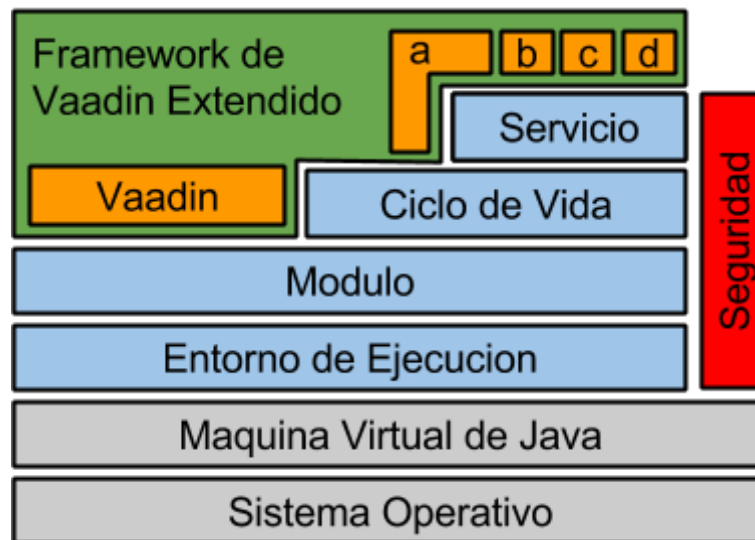 Framework de
Vaadin Extendido
a
b
c
d
Servicio
Vaadin
Ciclo de Vida
Seguridad
Modulo
Entorno de Ejecucion
Maquina Virtual de Java
Sistema Operativo